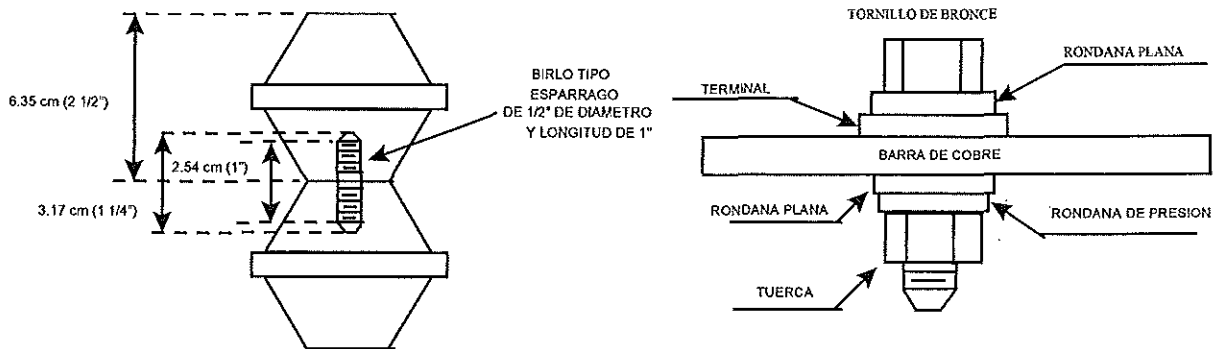 6.35 cm (2 1/2")
2.54 cm (1")
3.17 cm (1 1/4")
BIRLO TIPO
ESPARRAGO
DE 1/2" DE DIAMETRO
Y LONGITUD DE 1"
TORNILLO DE BRONCE
RONDANA PLANA
TERMINAL
BARRA DE COBRE
RONDANA PLANA
RONDANA DE PRESION
TUERCA